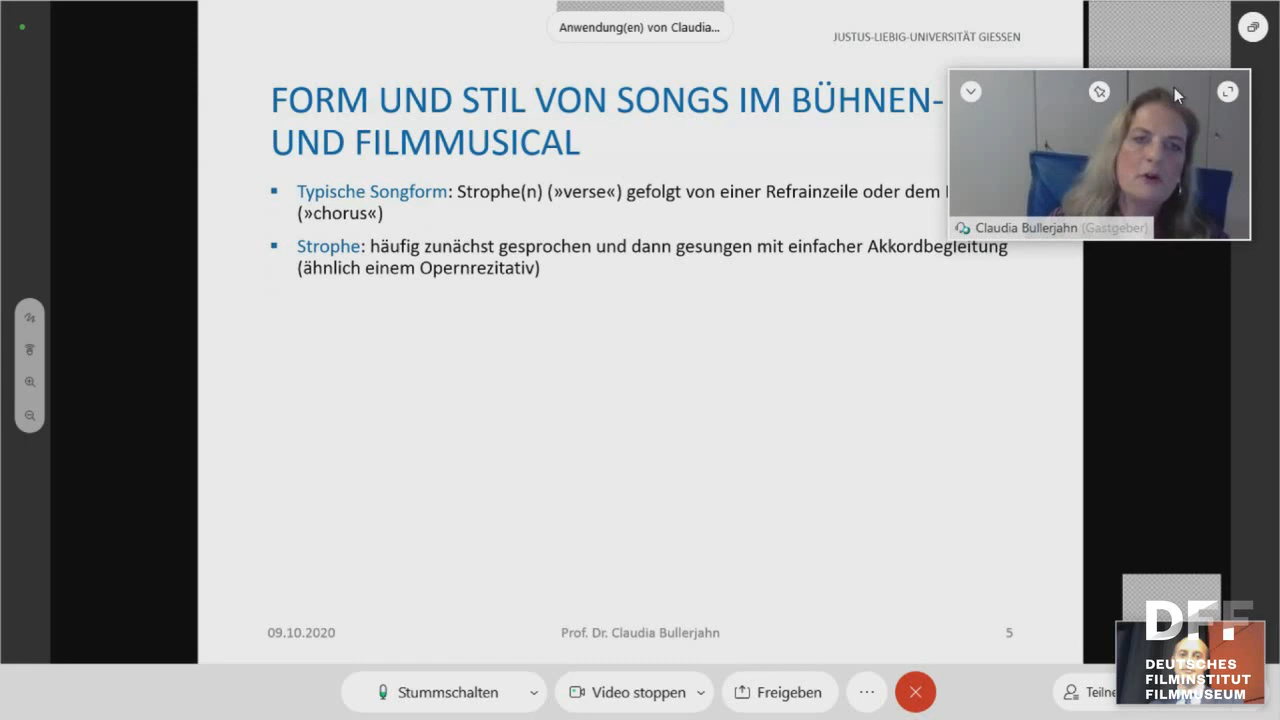 Anwendung(en) von Claudia...
JUSTUS-LIEBIG-UNIVERSITÄT GIESSEN
FORM UND STIL VON SONGS IM BÜHNEN-
UND FILMMUSICAL
Typische Songform: Strophe(n) (»verse«) gefolgt von einer Refrainzeile oder dem
(»chorus«)
Claudia Bullerjahn (Gastgeber)
Strophe: häufig zunächst gesprochen und dann gesungen mit einfacher Akkordbegleitung
(ähnlich einem Opernrezitativ)
09.10.2020
Prof. Dr. Claudia Bullerjahn
5
DFF
DEUTSCHES
FILMINSTITUT
FILMMUSEUM
Stummschalten
Video stoppen
Freigeben